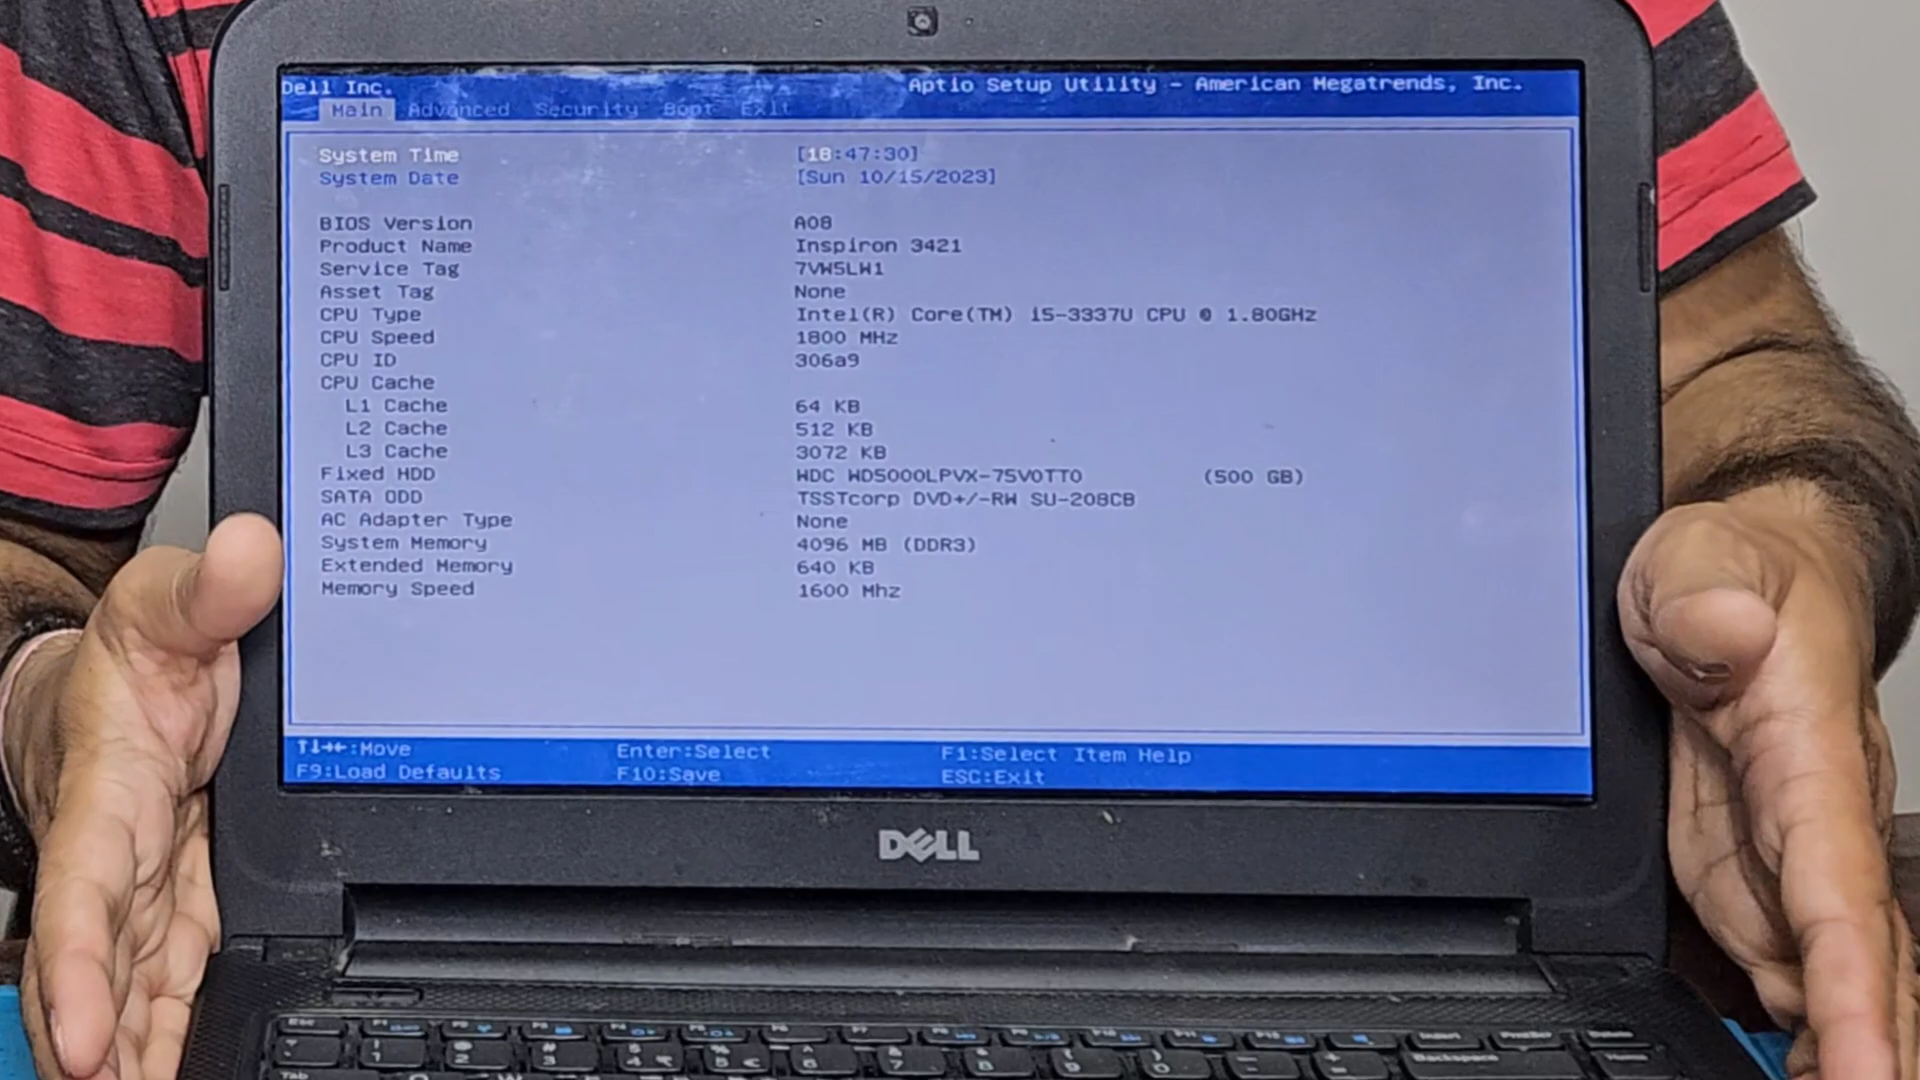 Dell Inc.
Aptio Setup Utility - American Megatrends, Inc.
Main Advanced Security Boot Exit
System Time [18:47:30]
System Date [Sun 10/15/2023]
BIOS Version A08
Product Name Inspiron 3421
Service Tag 7VW5LW1
Asset Tag None
CPU Type Intel(R) Core(TM) i5-3337U CPU @ 1.80GHz
CPU Speed 1800 MHz
CPU ID 306a9
CPU Cache
L1 Cache 64 KB
L2 Cache 512 KB
L3 Cache 3072 KB
Fixed HDD WDC WD5000LPVX-75V0TT0 (500 GB)
SATA ODD TSSTcorp DVD+/-RW SU-208CB
AC Adapter Type None
System Memory 4096 MB (DDR3)
Extended Memory 640 KB
Memory Speed 1600 Mhz
↑↓→←:Move Enter:Select F1:Select Item Help
F9:Load Defaults F10:Save ESC:Exit
DELL
Esc
Backspace
Home
Tab